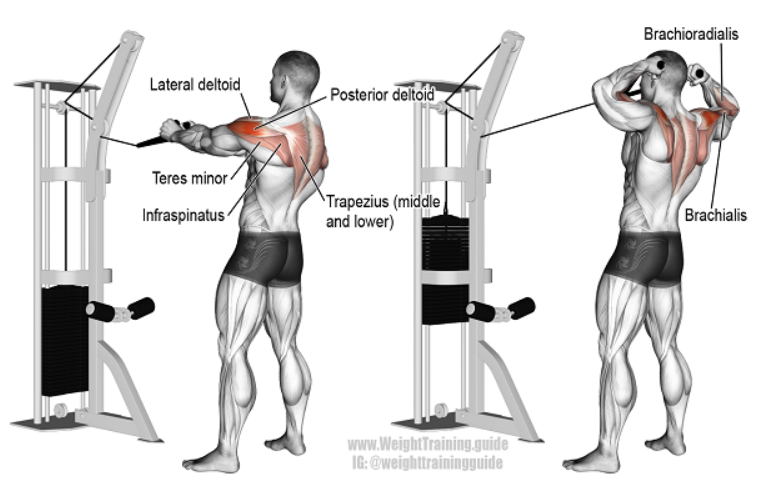 Lateral deltoid
Posterior deltoid
Teres minor
Infraspinatus
Trapezius (middle
and lower)
Brachioradialis
Brachialis
www.WeightTraining.guide
IG: @weighttrainingguide